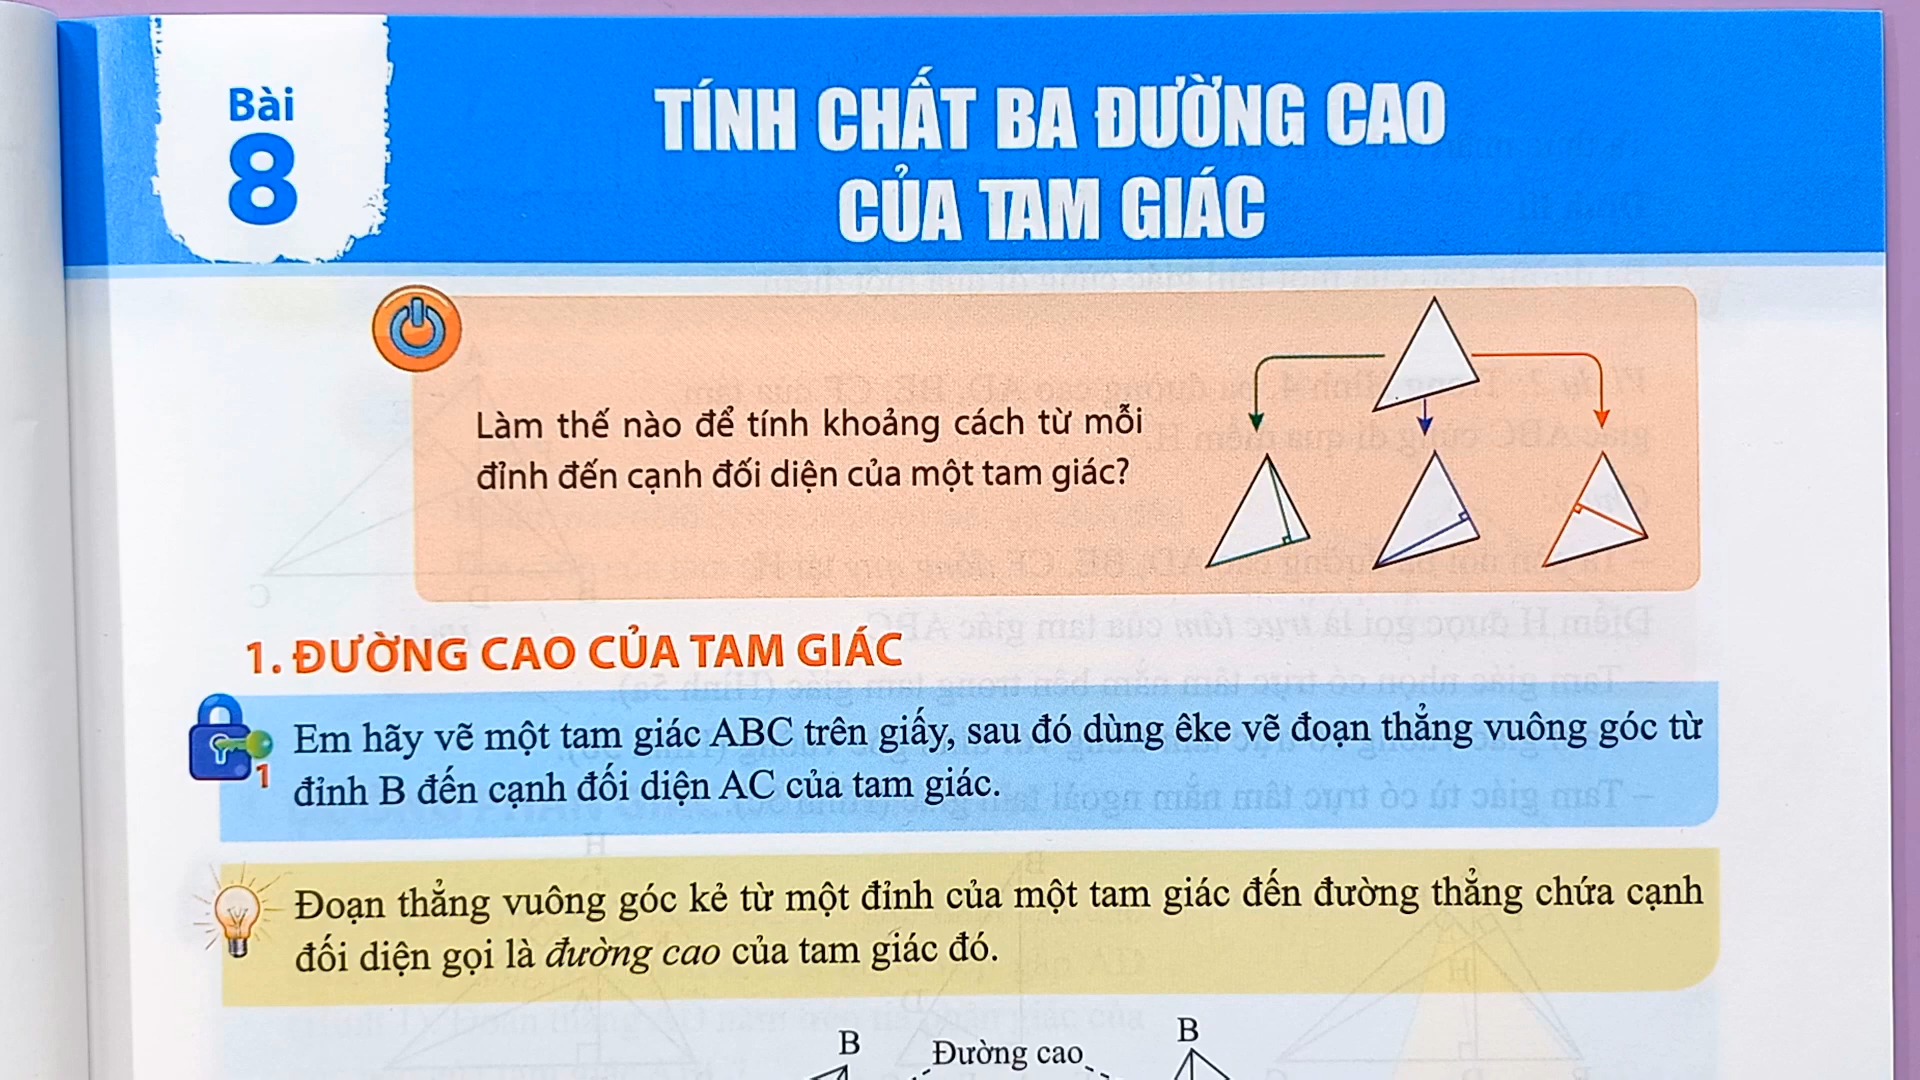 Bài
8
TÍNH CHẤT BA ĐƯỜNG CAO
CỦA TAM GIÁC
Làm thế nào để tính khoảng cách từ mỗi
đỉnh đến cạnh đối diện của một tam giác?
1. ĐƯỜNG CAO CỦA TAM GIÁC
1
Em hãy vẽ một tam giác ABC trên giấy, sau đó dùng êke vẽ đoạn thẳng vuông góc từ
đỉnh B đến cạnh đối diện AC của tam giác.
Đoạn thẳng vuông góc kẻ từ một đỉnh của một tam giác đến đường thẳng chứa cạnh
đối diện gọi là đường cao của tam giác đó.
B Đường cao B